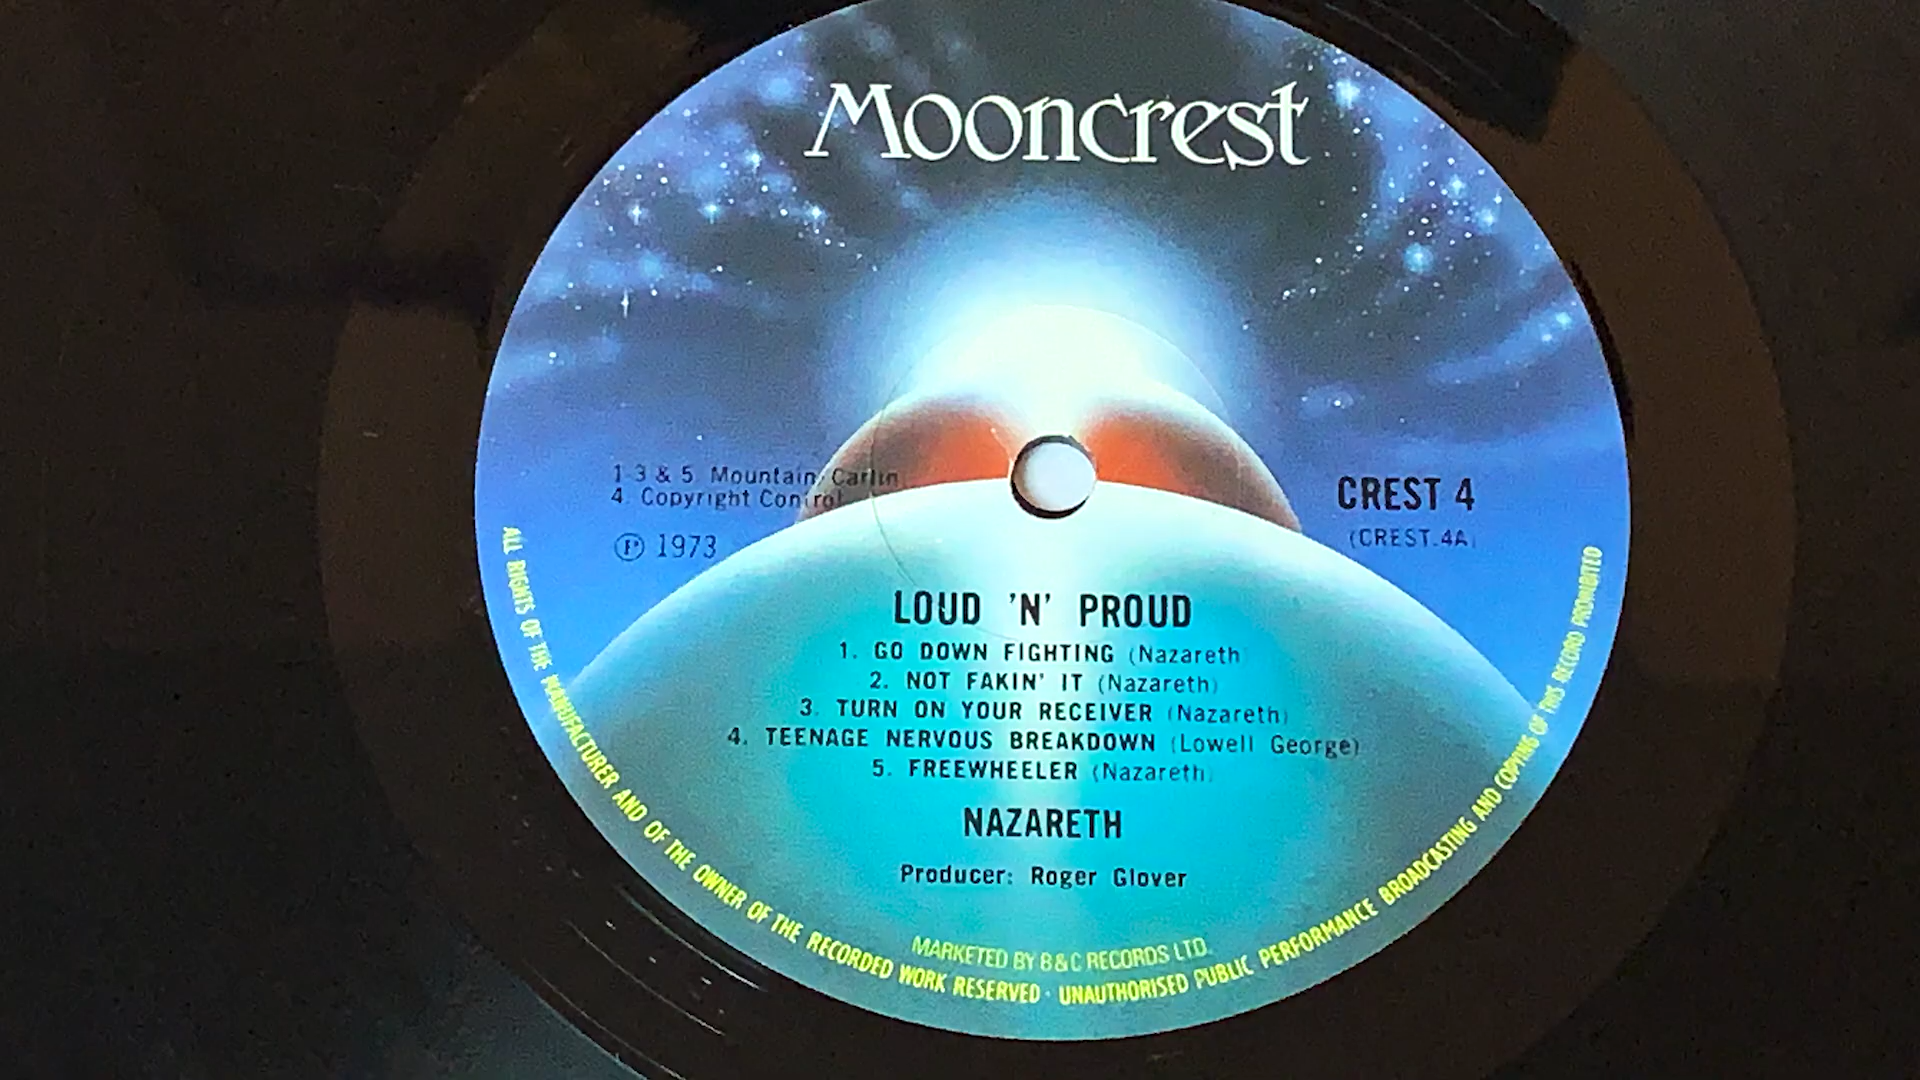 Mooncrest
1-3 & 5. Mountain/Carlin
4. Copyright Control
Ⓟ 1973
CREST 4
(CREST.4A)
LOUD 'N' PROUD
1. GO DOWN FIGHTING (Nazareth)
2. NOT FAKIN' IT (Nazareth)
3. TURN ON YOUR RECEIVER (Nazareth)
4. TEENAGE NERVOUS BREAKDOWN (Lowell George)
5. FREEWHEELER (Nazareth)
NAZARETH
Producer: Roger Glover
MARKETED BY B&C RECORDS LTD.
ALL RIGHTS OF THE MANUFACTURER AND OF THE OWNER OF THE RECORDED WORK RESERVED · UNAUTHORISED PUBLIC PERFORMANCE BROADCASTING AND COPYING OF THIS RECORD PROHIBITED